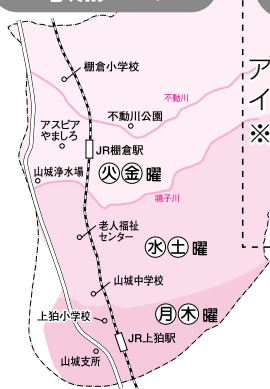 棚倉小学校
不動川
不動川公園
アスピア
やましろ
JR棚倉駅
山城浄水場
火金曜
鳴子川
老人福祉
センター
水土曜
山城中学校
月木曜
上狛小学校
JR上狛駅
山城支所
ア
イ
※